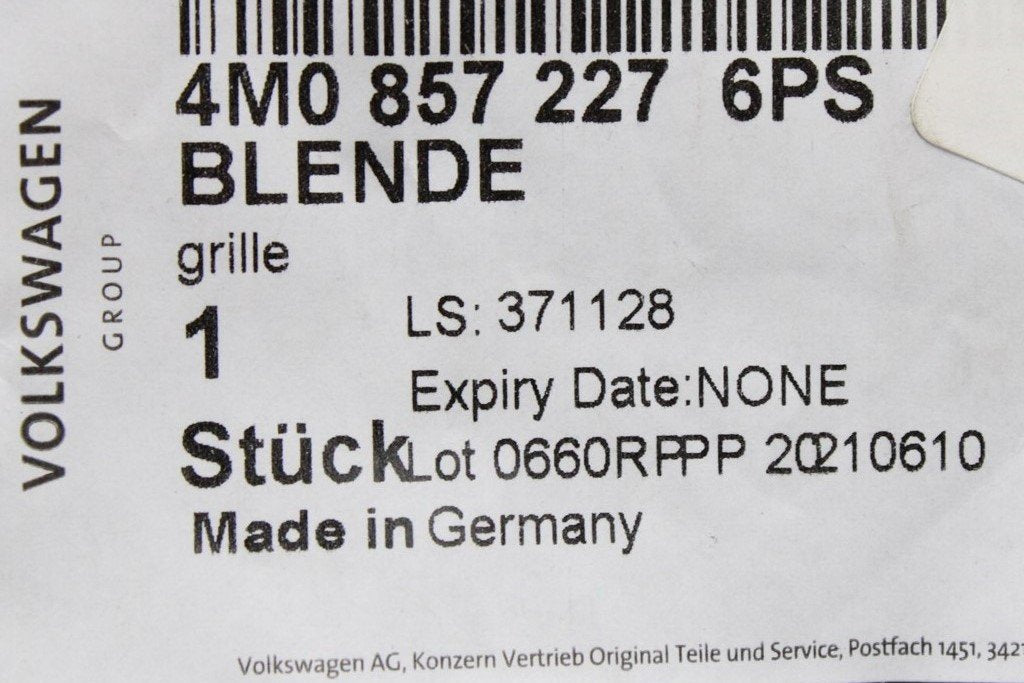 VOLKSWAGEN
GROUP
4M0 857 227 6PS
BLENDE
grille
1
LS: 371128
Expiry Date:NONE
Stück Lot 0660RPPPP 20210610
Made in Germany
Volkswagen AG, Konzern Vertrieb Original Teile und Service, Postfach 1451,